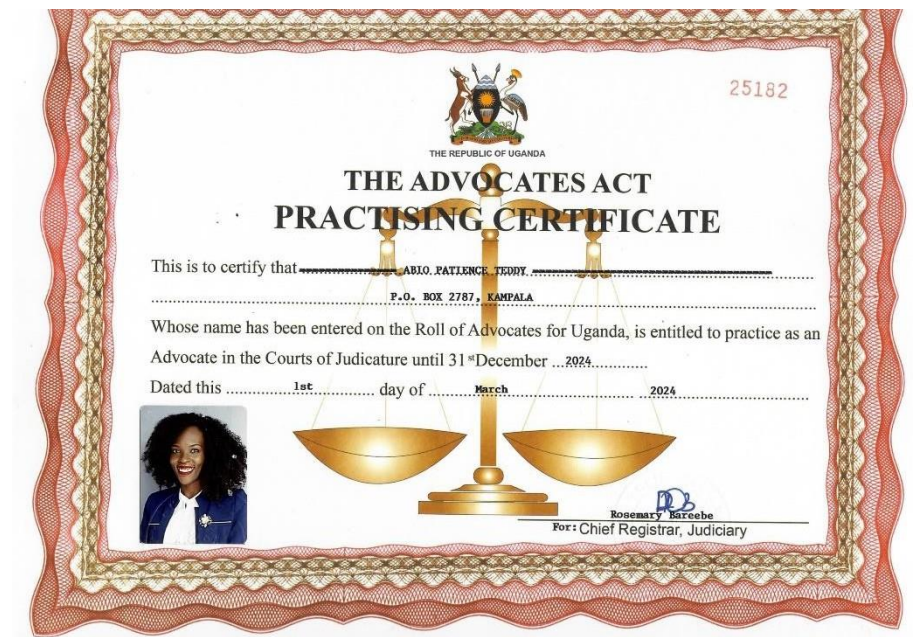 25182
THE REPUBLIC OF UGANDA
THE ADVOCATES ACT
PRACTISING CERTIFICATE
This is to certify that ABIO PATIENCE TEDDY
P.O. BOX 2787, KAMPALA
Whose name has been entered on the Roll of Advocates for Uganda, is entitled to practice as an
Advocate in the Courts of Judicature until 31st December 2024
Dated this 1st day of March 2024
Rosemary Bareebe
For: Chief Registrar, Judiciary